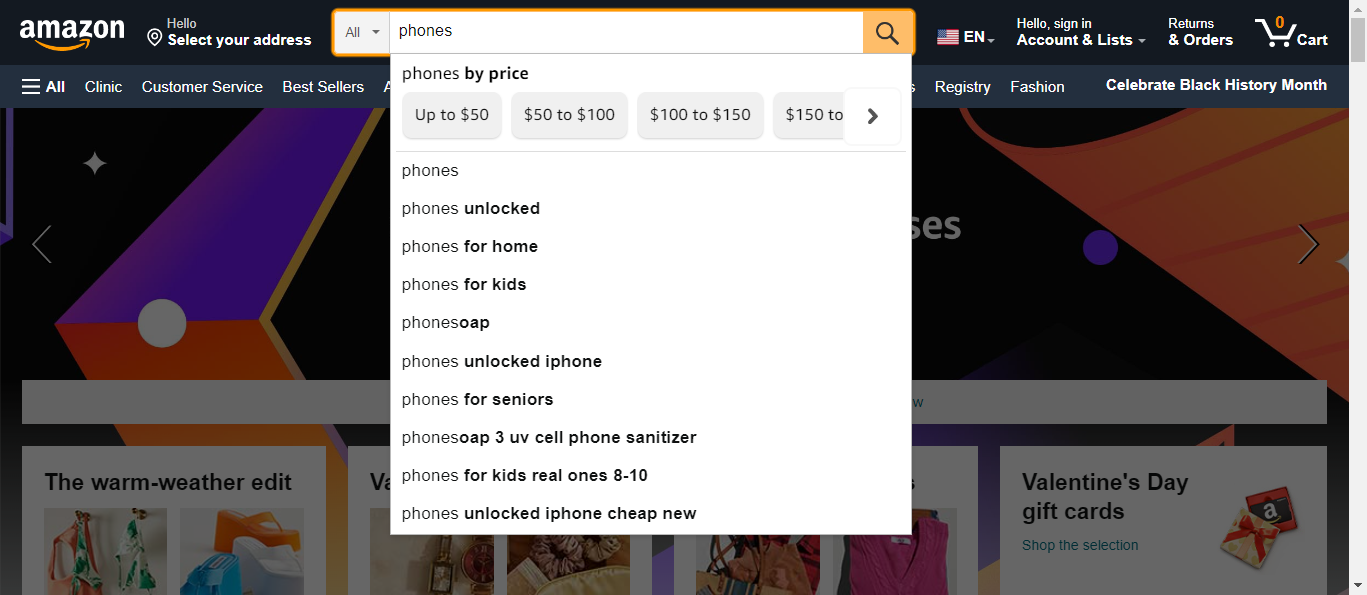 amazon
Hello
Select your address
All
phones
EN
Hello, sign in
Account & Lists
Returns
& Orders
0
Cart
All
Clinic
Customer Service
Best Sellers
Registry
Fashion
Celebrate Black History Month
phones by price
Up to $50
$50 to $100
$100 to $150
$150 to
phones
phones unlocked
phones for home
phones for kids
phonesoap
phones unlocked iphone
phones for seniors
phonesoap 3 uv cell phone sanitizer
phones for kids real ones 8-10
phones unlocked iphone cheap new
The warm-weather edit
Valentine's Day
gift cards
Shop the selection
a